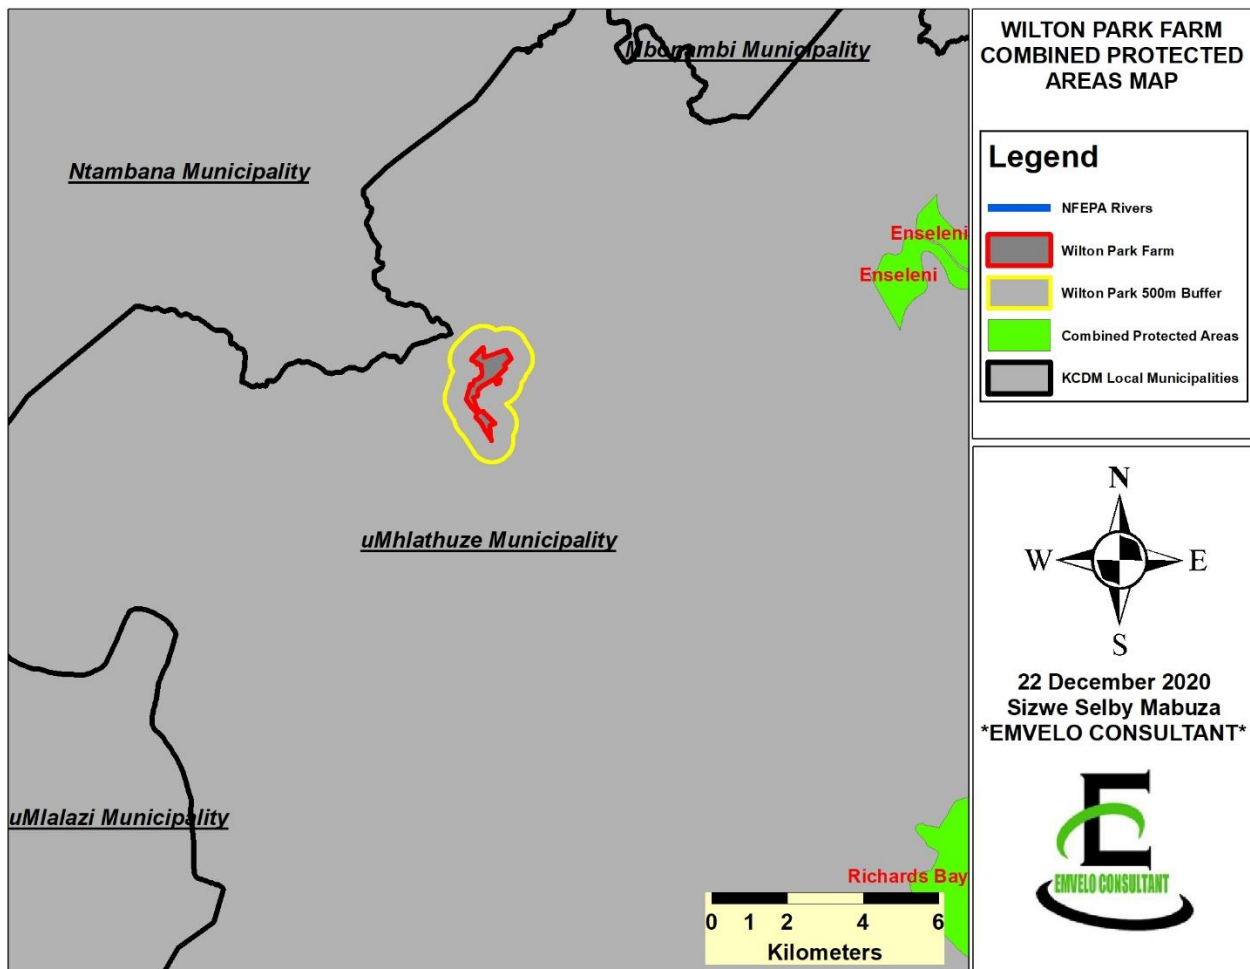 Mbonambi Municipality
Ntambana Municipality
Enseleni
Enseleni
uMhlathuze Municipality
uMlalazi Municipality
Richards Bay
0 1 2 4 6
Kilometers
WILTON PARK FARM
COMBINED PROTECTED
AREAS MAP
Legend
NFEPA Rivers
Wilton Park Farm
Wilton Park 500m Buffer
Combined Protected Areas
KCDM Local Municipalities
N
W E
S
22 December 2020
Sizwe Selby Mabuza
*EMVELO CONSULTANT*
E
EMVELO CONSULTANT